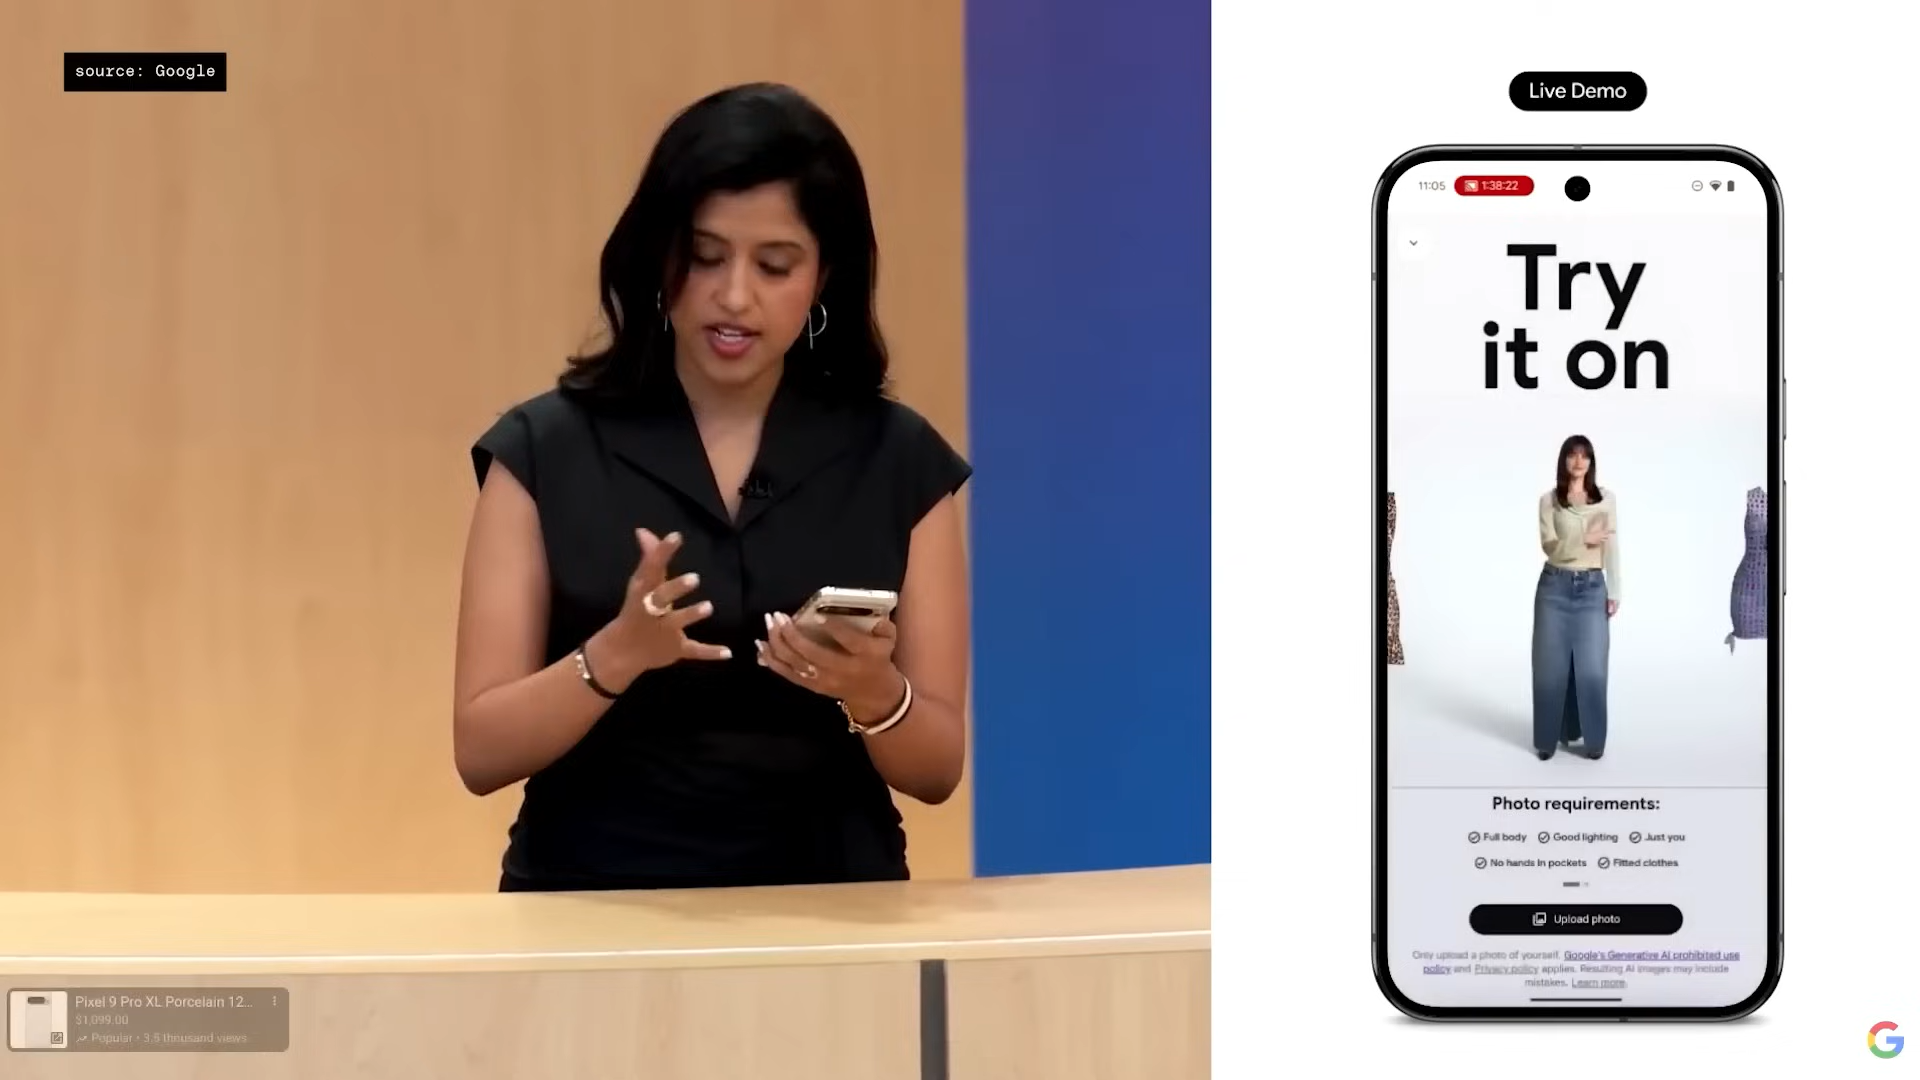 source: Google
Live Demo
11:05
1:38:22
Try
it on
Photo requirements:
Full body Good lighting Just you
No hands in pockets Fitted clothes
Upload photo
Only upload a photo of yourself. Google's Generative AI prohibited use
policy and Privacy policy applies. Resulting AI images may include
mistakes. Learn more.
Pixel 9 Pro XL Porcelain 12...
$1,099.00
Popular • 3.5 thousand views